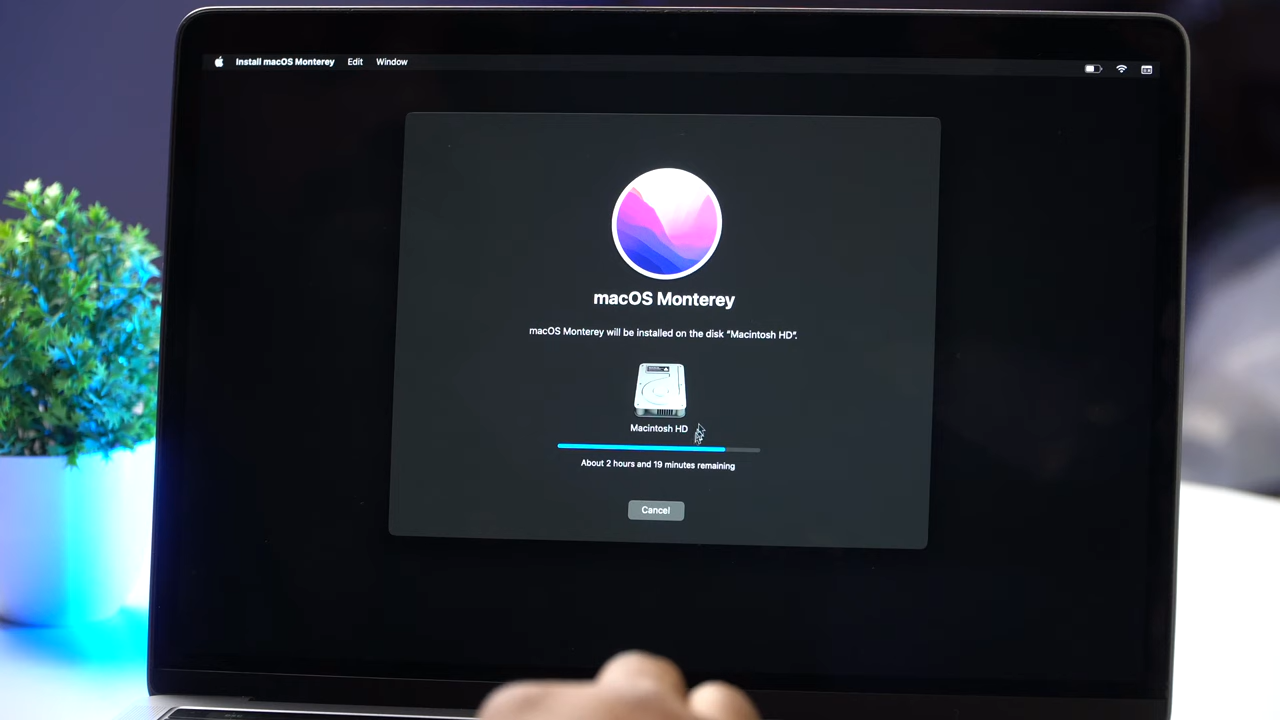 Install macOS Monterey Edit Window
macOS Monterey
macOS Monterey will be installed on the disk “Macintosh HD”.
Macintosh HD
About 2 hours and 19 minutes remaining
Cancel